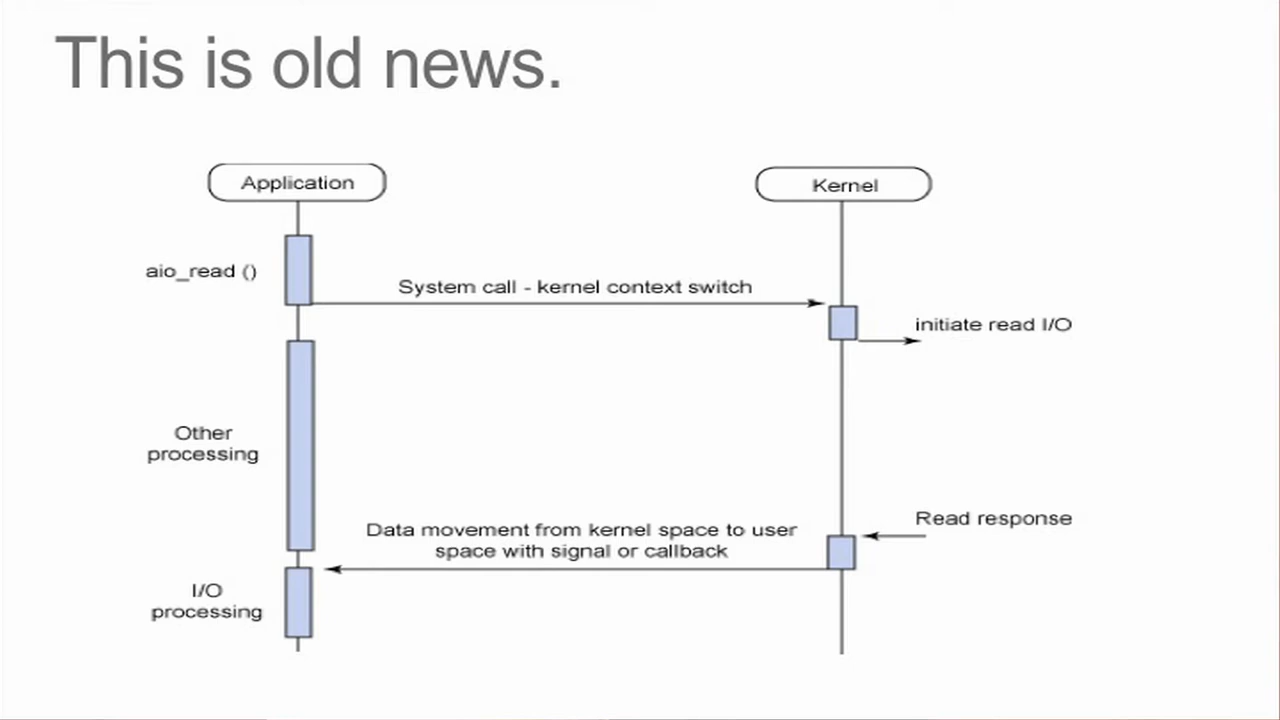 This is old news.
Application
Kernel
aio_read ()
System call - kernel context switch
initiate read I/O
Other
processing
Read response
Data movement from kernel space to user
space with signal or callback
I/O
processing